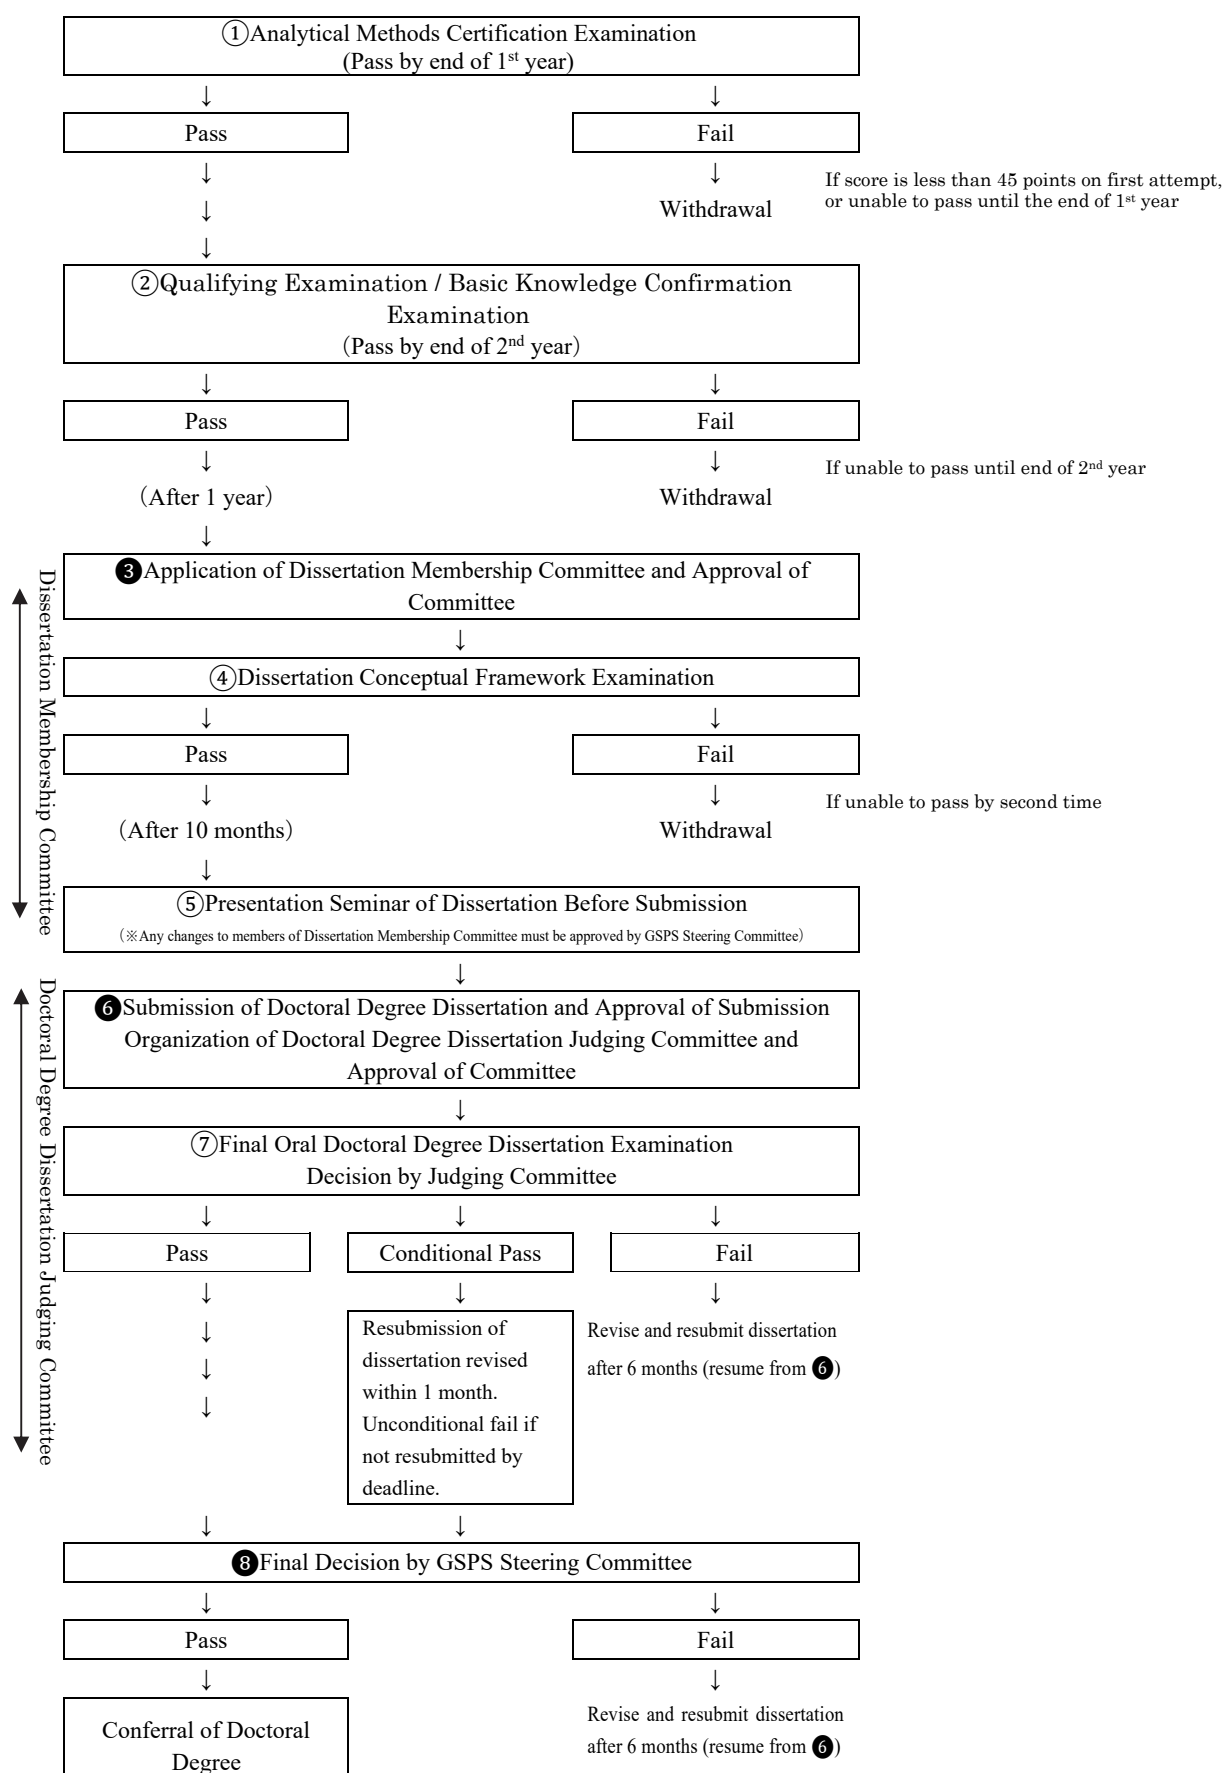 ①Analytical Methods Certification Examination
(Pass by end of 1st year)
↓ ↓
Pass Fail
↓ ↓
If score is less than 45 points on first attempt,
or unable to pass until the end of 1st year
↓ Withdrawal
↓
②Qualifying Examination / Basic Knowledge Confirmation
Examination
(Pass by end of 2nd year)
↓ ↓
Pass Fail
↓ ↓ If unable to pass until end of 2nd year
(After 1 year) Withdrawal
↓
Dissertation Membership Committee
❸Application of Dissertation Membership Committee and Approval of
Committee
↓
④Dissertation Conceptual Framework Examination
↓ ↓
Pass Fail
↓ ↓ If unable to pass by second time
(After 10 months) Withdrawal
↓
⑤Presentation Seminar of Dissertation Before Submission
(※Any changes to members of Dissertation Membership Committee must be approved by GSPS Steering Committee)
↓
Doctoral Degree Dissertation Judging Committee
❻Submission of Doctoral Degree Dissertation and Approval of Submission
Organization of Doctoral Degree Dissertation Judging Committee and
Approval of Committee
↓
⑦Final Oral Doctoral Degree Dissertation Examination
Decision by Judging Committee
↓ ↓ ↓
Pass Conditional Pass Fail
↓ ↓ ↓
↓
↓
↓
Resubmission of
dissertation revised
within 1 month.
Unconditional fail if
not resubmitted by
deadline.
Revise and resubmit dissertation
after 6 months (resume from ❻)
↓ ↓
❽Final Decision by GSPS Steering Committee
↓ ↓
Pass Fail
↓ ↓
Conferral of Doctoral
Degree
Revise and resubmit dissertation
after 6 months (resume from ❻)